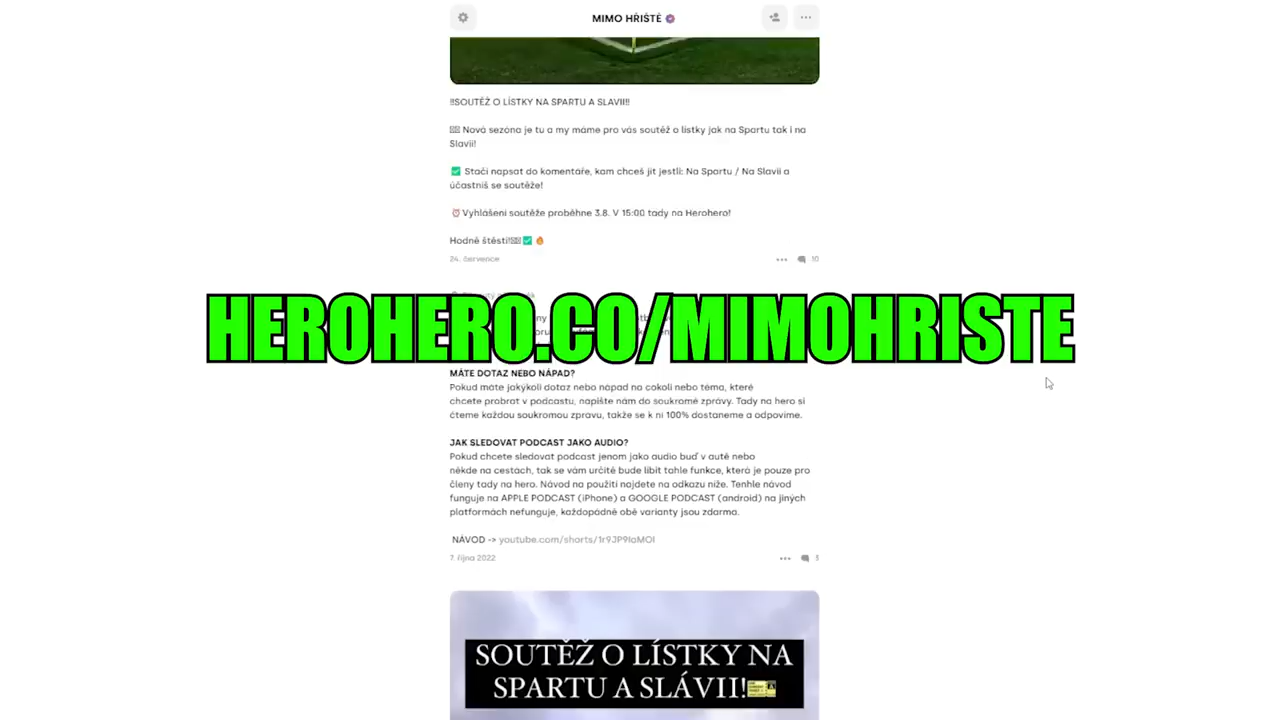 MIMO HŘIŠTĚ
‼SOUTĚŽ O LÍSTKY NA SPARTU A SLAVII‼
Nová sezóna je tu a my máme pro vás soutěž o lístky jak na Spartu tak i na
Slavii!
✅ Stačí napsat do komentáře, kam chceš jít jestli: Na Spartu / Na Slavii a
účastníš se soutěže!
⏰Vyhlášení soutěže proběhne 3.8. V 15:00 tady na Herohero!
Hodně štěstí!✅🔥
24. července
10
HEROHERO.CO/MIMOHRISTE
MÁTE DOTAZ NEBO NÁPAD?
Pokud máte jakýkoli dotaz nebo nápad na cokoli nebo téma, které
chcete probrat v podcastu, napište nám do soukromé zprávy. Tady na hero si
čteme každou soukromou zprávu, takže se k ní 100% dostaneme a odpovíme.
JAK SLEDOVAT PODCAST JAKO AUDIO?
Pokud chcete sledovat podcast jenom jako audio buď v autě nebo
někde na cestách, tak se vám určitě bude líbit tahle funkce, která je pouze pro
členy tady na hero. Návod na použití najdete na odkazu níže. Tenhle návod
funguje na APPLE PODCAST (iPhone) a GOOGLE PODCAST (android) na jiných
platformách nefunguje, každopádně obě varianty jsou zdarma.
NÁVOD -> youtube.com/shorts/1r9JP9IaMOI
7. října 2022
3
SOUTĚŽ O LÍSTKY NA
SPARTU A SLÁVII!